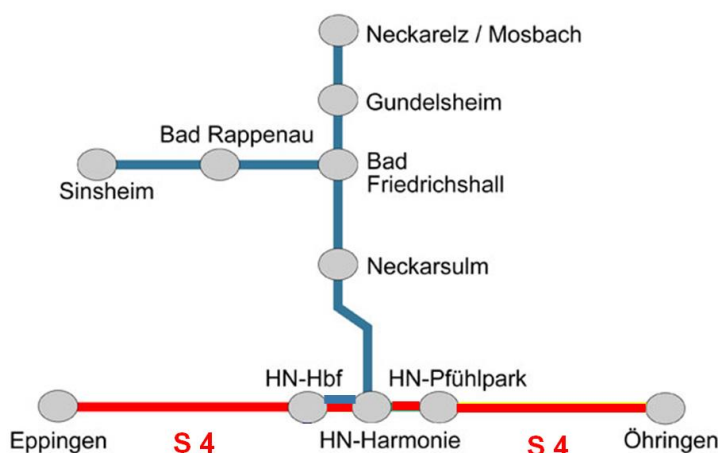 Neckarelz / Mosbach
Gundelsheim
Bad Rappenau
Bad
Friedrichshall
Sinsheim
Neckarsulm
HN-Hbf
HN-Pfühlpark
Eppingen
S 4
HN-Harmonie
S 4
Öhringen